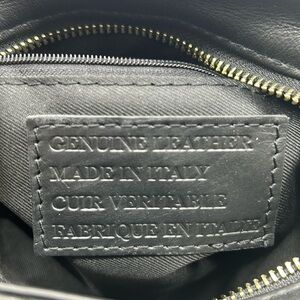 GENUINE LEATHER
MADE IN ITALY
CUIR VERITABLE
FABRIQUE EN ITALIE